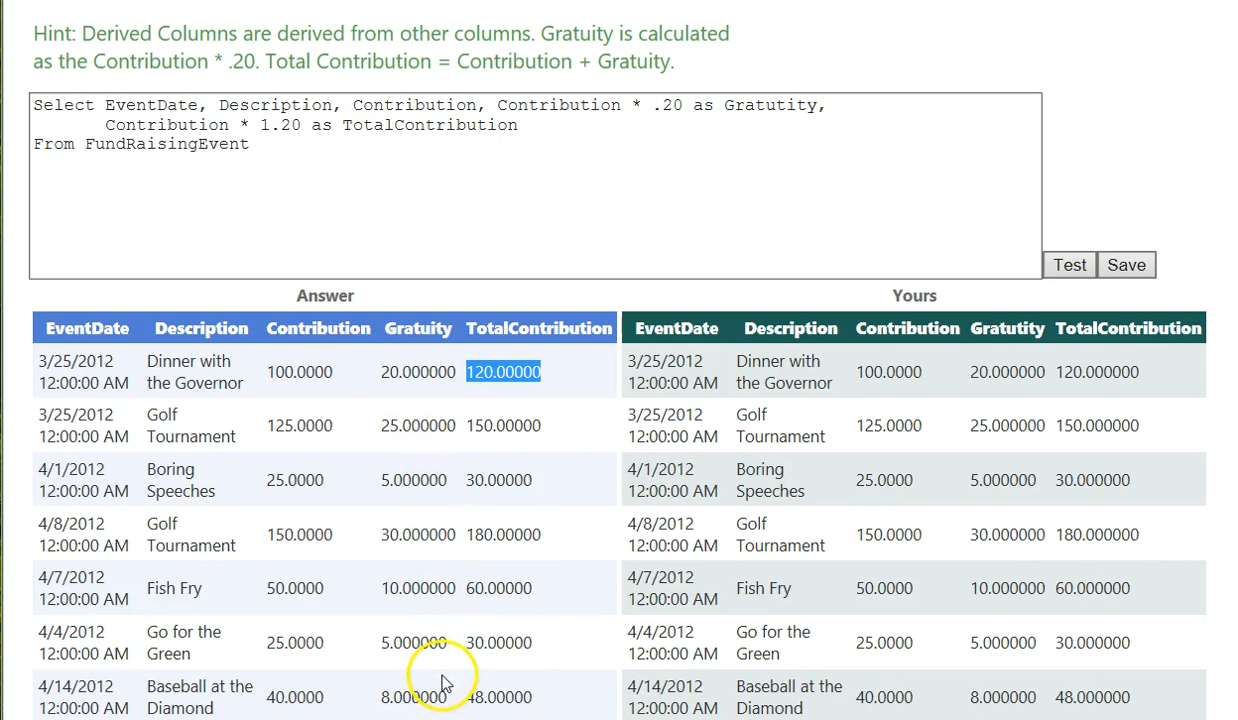 Hint: Derived Columns are derived from other columns. Gratuity is calculated
as the Contribution * .20. Total Contribution = Contribution + Gratuity.
Select EventDate, Description, Contribution, Contribution * .20 as Gratutity,
Contribution * 1.20 as TotalContribution
From FundRaisingEvent
Test Save
Answer Yours
EventDate Description Contribution Gratuity TotalContribution EventDate Description Contribution Gratutity TotalContribution
3/25/2012 Dinner with 3/25/2012 Dinner with
100.0000 20.000000 120.00000 100.0000 20.000000 120.000000
12:00:00 AM the Governor 12:00:00 AM the Governor
3/25/2012 Golf 3/25/2012 Golf
125.0000 25.000000 150.00000 125.0000 25.000000 150.000000
12:00:00 AM Tournament 12:00:00 AM Tournament
4/1/2012 Boring 4/1/2012 Boring
25.0000 5.000000 30.00000 25.0000 5.000000 30.000000
12:00:00 AM Speeches 12:00:00 AM Speeches
4/8/2012 Golf 4/8/2012 Golf
150.0000 30.000000 180.00000 150.0000 30.000000 180.000000
12:00:00 AM Tournament 12:00:00 AM Tournament
4/7/2012 4/7/2012
Fish Fry 50.0000 10.000000 60.00000 Fish Fry 50.0000 10.000000 60.000000
12:00:00 AM 12:00:00 AM
4/4/2012 Go for the 4/4/2012 Go for the
25.0000 5.000000 30.00000 25.0000 5.000000 30.000000
12:00:00 AM Green 12:00:00 AM Green
4/14/2012 Baseball at the 4/14/2012 Baseball at the
40.0000 8.000000 48.00000 40.0000 8.000000 48.000000
12:00:00 AM Diamond 12:00:00 AM Diamond